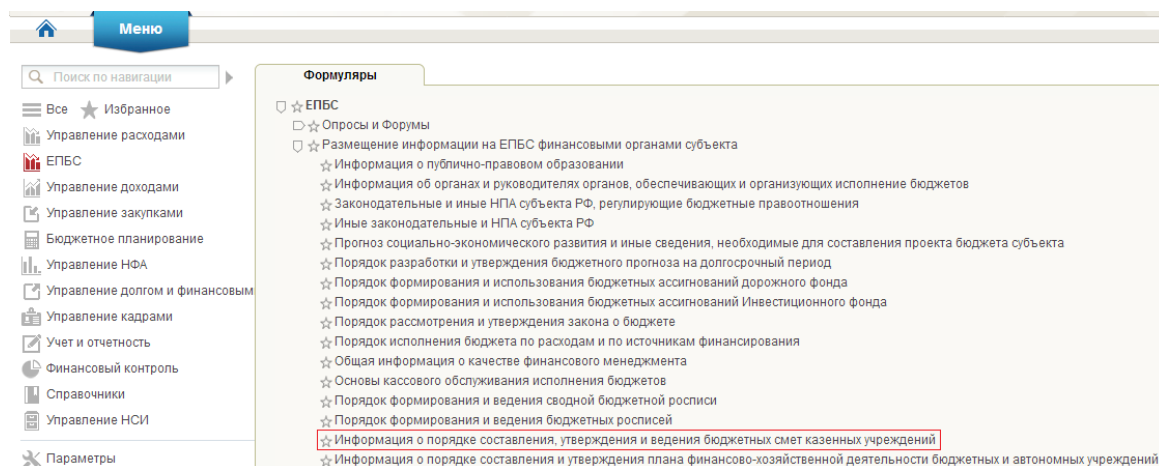 Меню
Поиск по навигации
Все Избранное
Управление расходами
ЕПБС
Управление доходами
Управление закупками
Бюджетное планирование
Управление НФА
Управление долгом и финансовым
Управление кадрами
Учет и отчетность
Финансовый контроль
Справочники
Управление НСИ
Параметры
Формуляры
ЕПБС
Опросы и Форумы
Размещение информации на ЕПБС финансовыми органами субъекта
Информация о публично-правовом образовании
Информация об органах и руководителях органов, обеспечивающих и организующих исполнение бюджетов
Законодательные и иные НПА субъекта РФ, регулирующие бюджетные правоотношения
Иные законодательные и НПА субъекта РФ
Прогноз социально-экономического развития и иные сведения, необходимые для составления проекта бюджета субъекта
Порядок разработки и утверждения бюджетного прогноза на долгосрочный период
Порядок формирования и использования бюджетных ассигнований дорожного фонда
Порядок формирования и использования бюджетных ассигнований Инвестиционного фонда
Порядок рассмотрения и утверждения закона о бюджете
Порядок исполнения бюджета по расходам и по источникам финансирования
Общая информация о качестве финансового менеджмента
Основы кассового обслуживания исполнения бюджетов
Порядок формирования и ведения сводной бюджетной росписи
Порядок формирования и ведения бюджетных росписей
Информация о порядке составления, утверждения и ведения бюджетных смет казенных учреждений
Информация о порядке составления и утверждения плана финансово-хозяйственной деятельности бюджетных и автономных учреждений